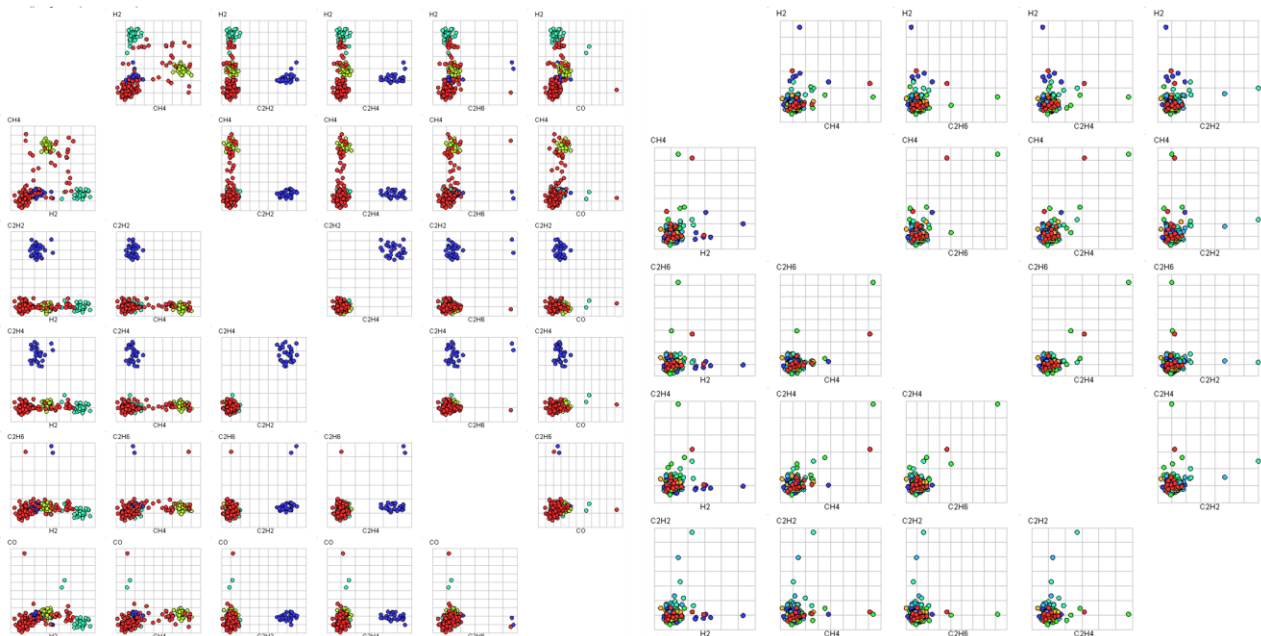 H2 H2 H2 H2 H2
CH4 C2H2 C2H4 C2H6 CO
CH4 CH4 CH4 CH4 CH4
H2 C2H2 C2H4 C2H6 CO
C2H2 C2H2 C2H2 C2H2 C2H2
H2 CH4 C2H4 C2H6 CO
C2H4 C2H4 C2H4 C2H4 C2H4
H2 CH4 C2H2 C2H6 CO
C2H6 C2H6 C2H6 C2H6 C2H6
H2 CH4 C2H2 C2H4 CO
CO CO CO CO CO
H2 CH4 C2H2 C2H4 C2H6
H2 H2 H2 H2
CH4 C2H6 C2H4 C2H2
CH4 CH4 CH4 CH4
H2 C2H6 C2H4 C2H2
C2H6 C2H6 C2H6 C2H6
H2 CH4 C2H4 C2H2
C2H4 C2H4 C2H4 C2H4
H2 CH4 C2H6 C2H2
C2H2 C2H2 C2H2 C2H2
H2 CH4 C2H6 C2H4